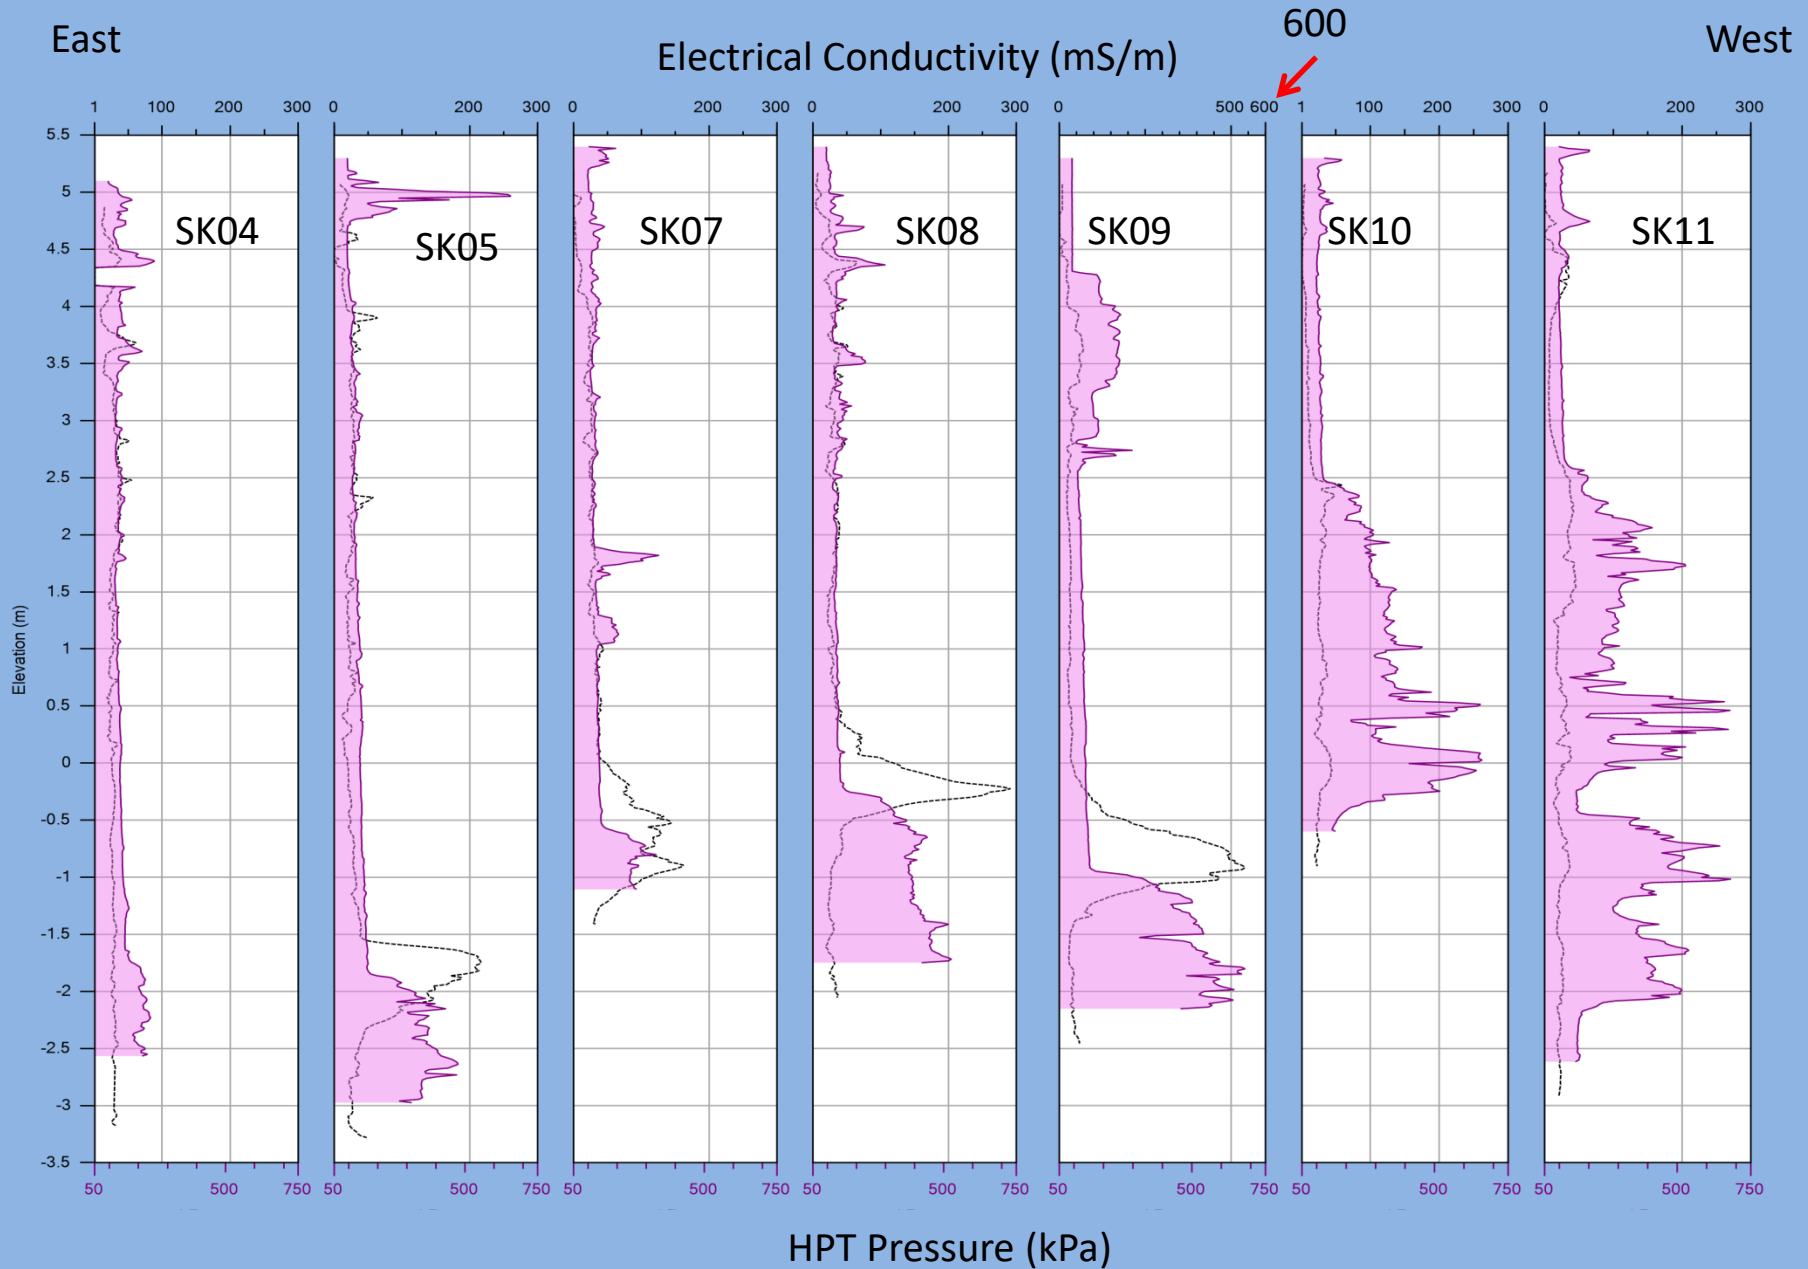 East
Electrical Conductivity (mS/m)
600
West
1 100 200 300
0 200 300
0 200 300
0 200 300
0 500 600
1 100 200 300
0 200 300
5.5
5
4.5
4
3.5
3
2.5
2
1.5
1
0.5
0
-0.5
-1
-1.5
-2
-2.5
-3
-3.5
Elevation (m)
SK04
SK05
SK07
SK08
SK09
SK10
SK11
50 500 750
50 500 750
50 500 750
50 500 750
50 500 750
50 500 750
50 500 750
HPT Pressure (kPa)